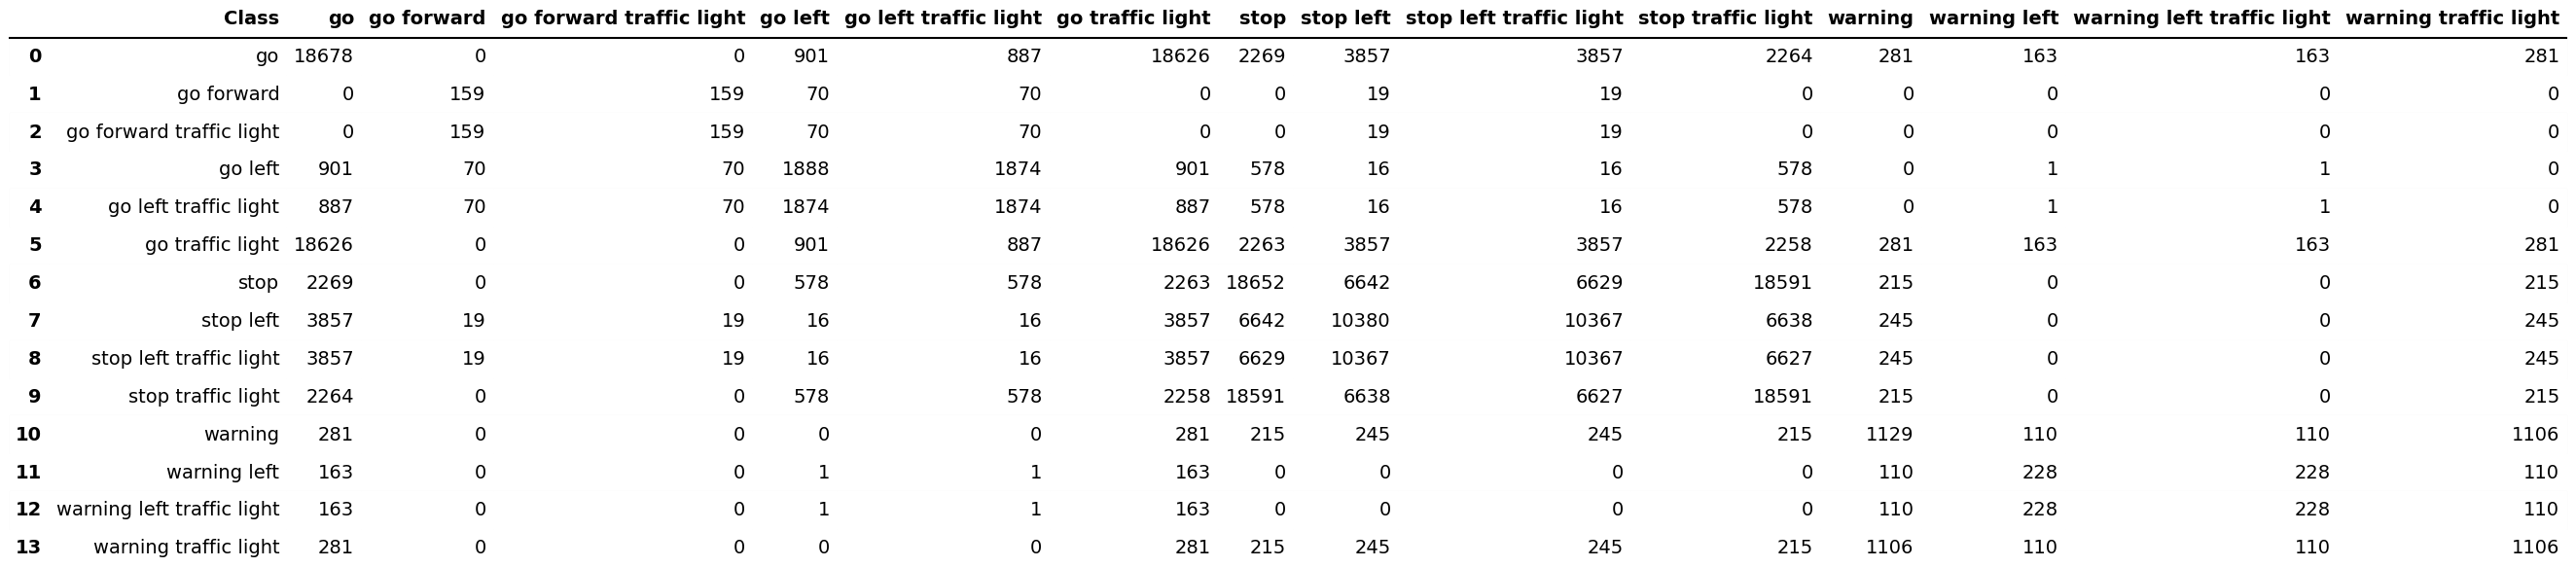 Class go go forward go forward traffic light go left go left traffic light go traffic light stop stop left stop left traffic light stop traffic light warning warning left warning left traffic light warning traffic light
0 go 18678 0 0 901 887 18626 2269 3857 3857 2264 281 163 163 281
1 go forward 0 159 159 70 70 0 0 19 19 0 0 0 0 0
2 go forward traffic light 0 159 159 70 70 0 0 19 19 0 0 0 0 0
3 go left 901 70 70 1888 1874 901 578 16 16 578 0 1 1 0
4 go left traffic light 887 70 70 1874 1874 887 578 16 16 578 0 1 1 0
5 go traffic light 18626 0 0 901 887 18626 2263 3857 3857 2258 281 163 163 281
6 stop 2269 0 0 578 578 2263 18652 6642 6629 18591 215 0 0 215
7 stop left 3857 19 19 16 16 3857 6642 10380 10367 6638 245 0 0 245
8 stop left traffic light 3857 19 19 16 16 3857 6629 10367 10367 6627 245 0 0 245
9 stop traffic light 2264 0 0 578 578 2258 18591 6638 6627 18591 215 0 0 215
10 warning 281 0 0 0 0 281 215 245 245 215 1129 110 110 1106
11 warning left 163 0 0 1 1 163 0 0 0 0 110 228 228 110
12 warning left traffic light 163 0 0 1 1 163 0 0 0 0 110 228 228 110
13 warning traffic light 281 0 0 0 0 281 215 245 245 215 1106 110 110 1106